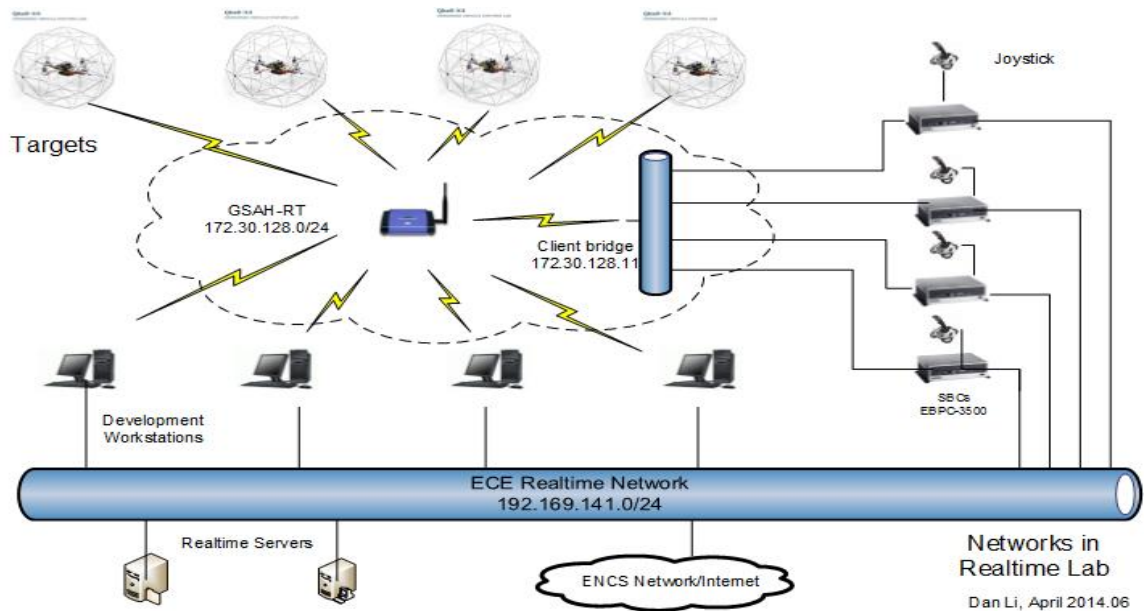 Joystick
Targets
GSAH-RT
172.30.128.0/24
Client bridge
172.30.128.11
SBCs
EBPC-3500
Development
Workstations
ECE Realtime Network
192.169.141.0/24
Realtime Servers
ENCS Network/Internet
Networks in
Realtime Lab
Dan Li, April 2014.06